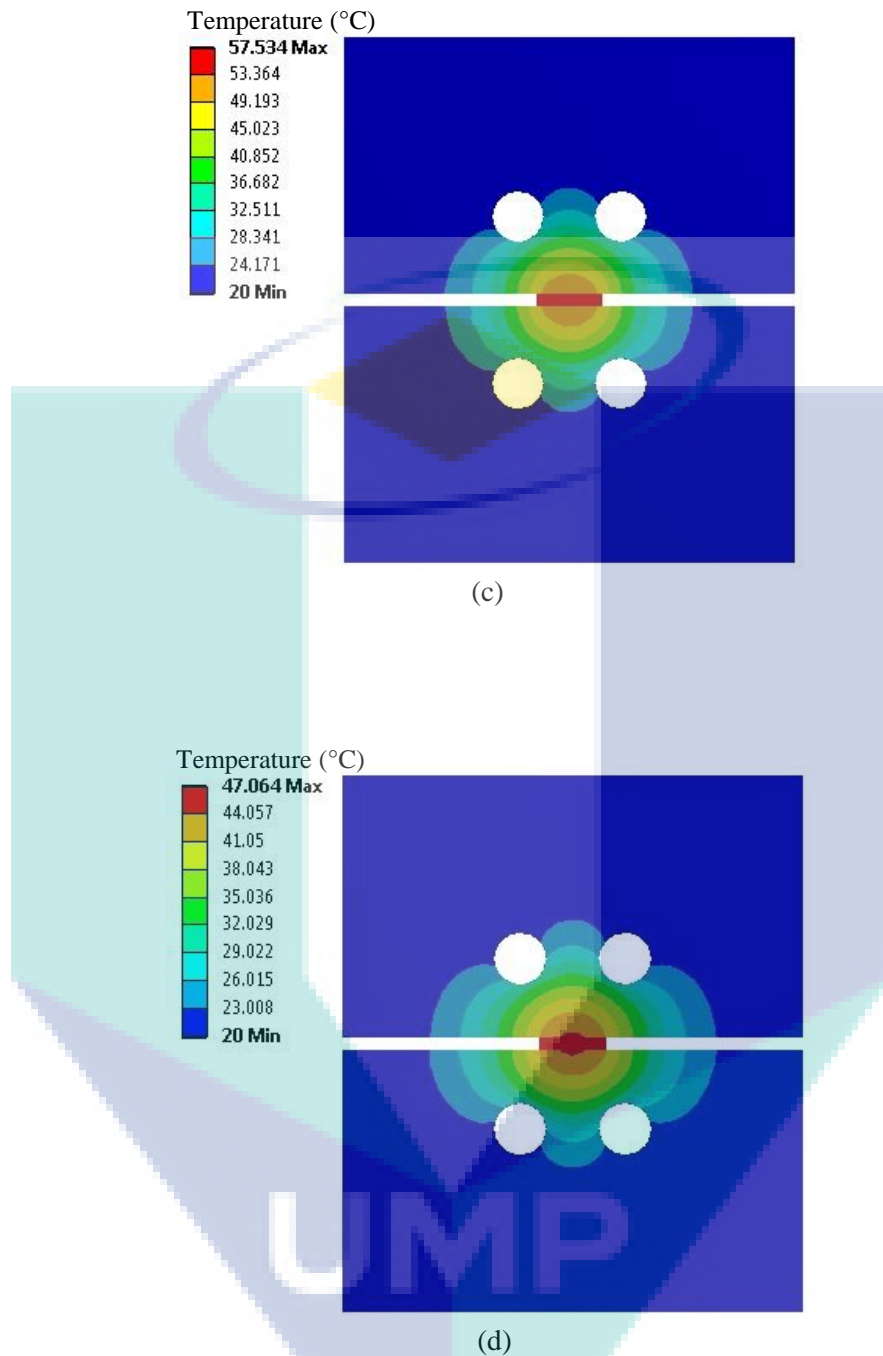 Temperature (°C)
57.534 Max
53.364
49.193
45.023
40.852
36.682
32.511
28.341
24.171
20 Min
(c)
Temperature (°C)
47.064 Max
44.057
41.05
38.043
35.036
32.029
29.022
26.015
23.008
20 Min
UMP
(d)